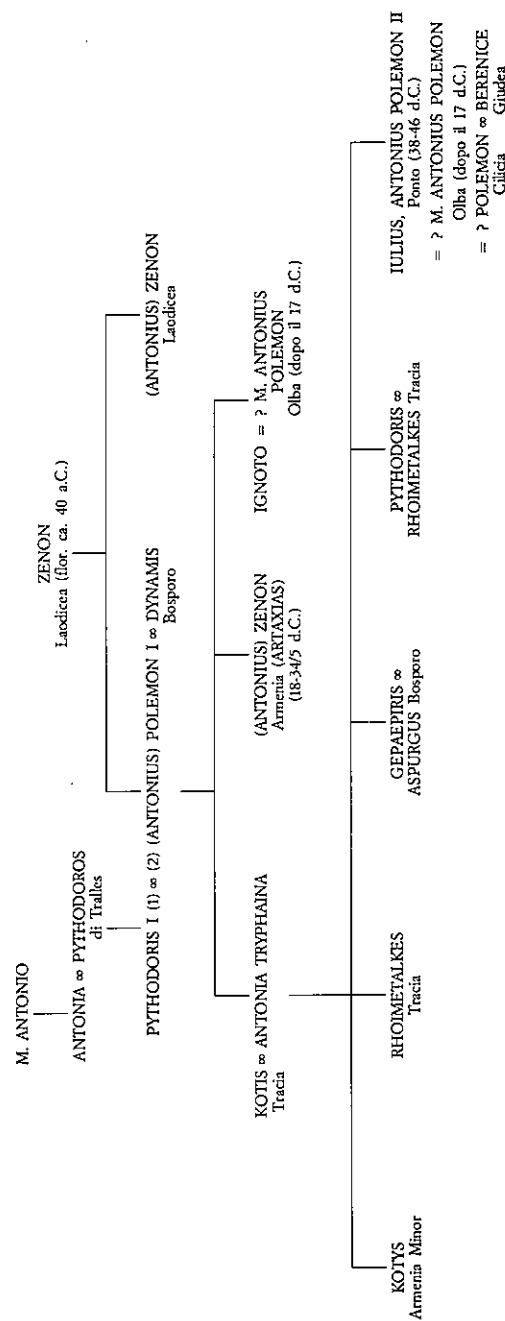 M. ANTONIO
ANTONIA ∞ PYTHODOROS
di Tralles
ZENON
Laodicea (flor. ca. 40 a.C.)
PYTHODORIS I (1) ∞ (2) (ANTONIUS) POLEMON I ∞ DYNAMIS
Bosporo
(ANTONIUS) ZENON
Laodicea
KOTIS ∞ ANTONIA TRYPHAINA
Tracia
(ANTONIUS) ZENON
Armenia (ARTAXIAS)
(18-34/5 d.C.)
IGNOTO = ? M. ANTONIUS
POLEMON
Olba (dopo il 17 d.C.)
KOTYS
Armenia Minor
RHOIMETALKES
Tracia
GEPAEPIRIS ∞
ASPURGUS Bosporo
PYTHODORIS ∞
RHOIMETALKES Tracia
IULIUS, ANTONIUS POLEMON II
Ponto (38-46 d.C.)
= ? M. ANTONIUS POLEMON
Olba (dopo il 17 d.C.)
= ? POLEMON ∞ BERENICE
Cilicia Giudea